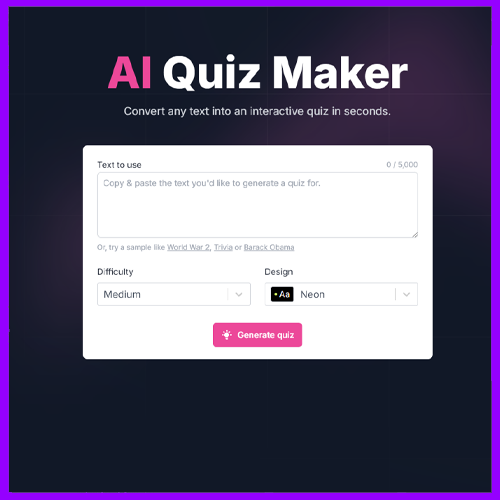 AI Quiz Maker
Convert any text into an interactive quiz in seconds.
Text to use
0 / 5,000
Copy & paste the text you'd like to generate a quiz for.
Or, try a sample like World War 2, Trivia or Barack Obama
Difficulty
Design
Medium
Aa Neon
Generate quiz